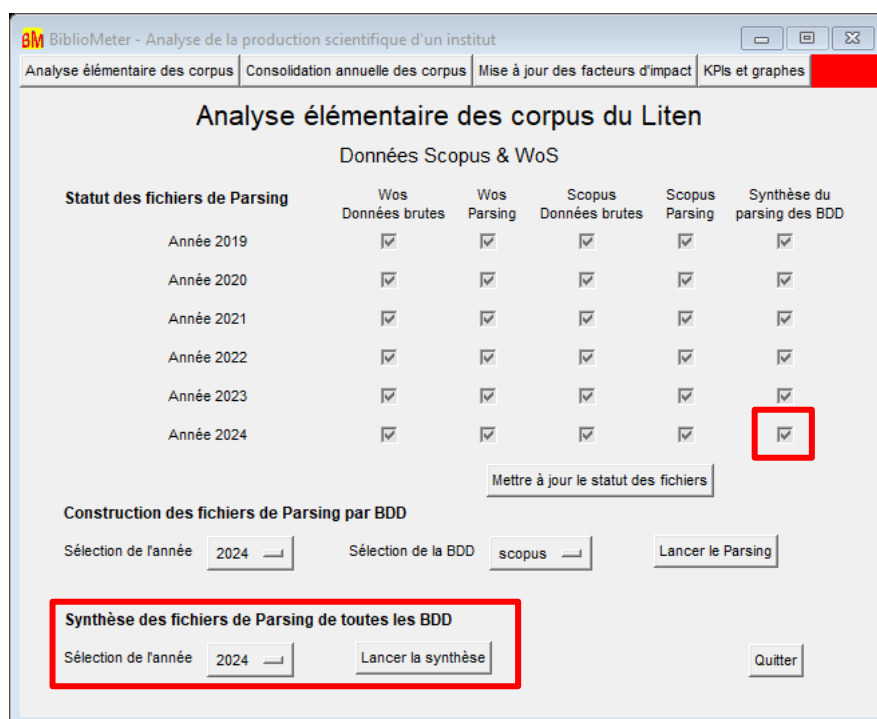 BM BiblioMeter - Analyse de la production scientifique d'un institut
Analyse élémentaire des corpus Consolidation annuelle des corpus Mise à jour des facteurs d'impact KPIs et graphes
Analyse élémentaire des corpus du Liten
Données Scopus & WoS
Statut des fichiers de Parsing Wos Wos Scopus Scopus Synthèse du
Données brutes Parsing Données brutes Parsing parsing des BDD
Année 2019
Année 2020
Année 2021
Année 2022
Année 2023
Année 2024
Mettre à jour le statut des fichiers
Construction des fichiers de Parsing par BDD
Sélection de l'année 2024 Sélection de la BDD scopus Lancer le Parsing
Synthèse des fichiers de Parsing de toutes les BDD
Sélection de l'année 2024 Lancer la synthèse Quitter